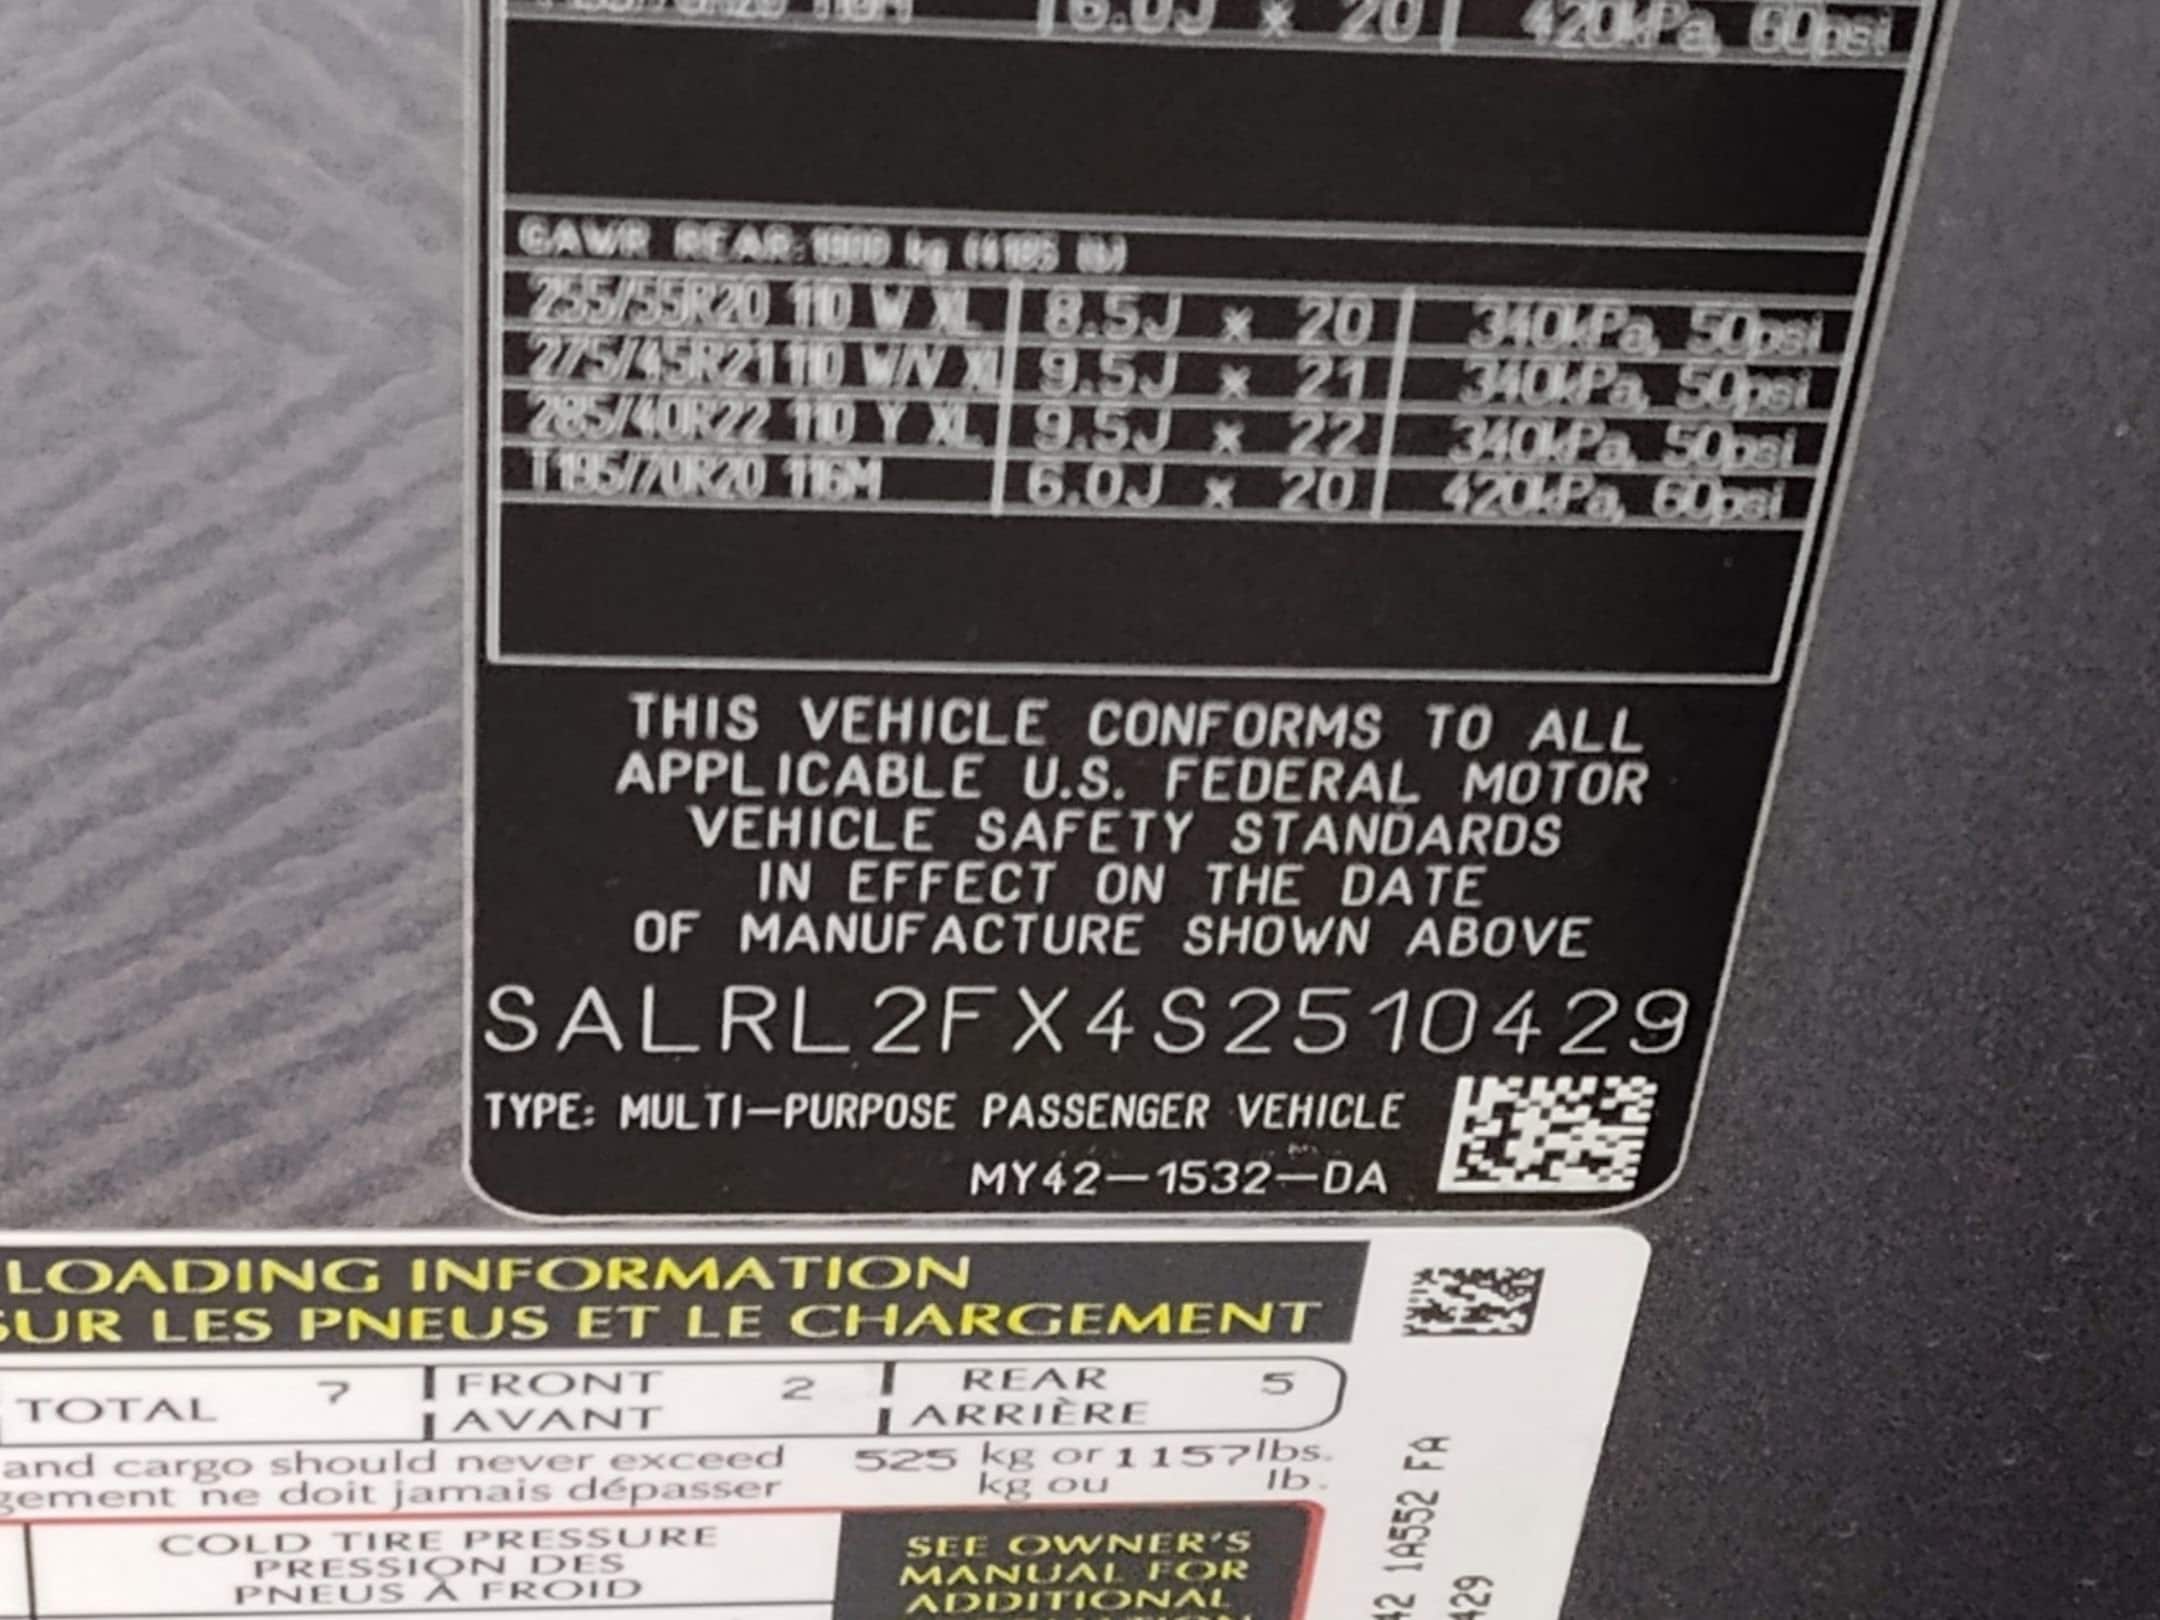 6.0J x 20 420kPa, 60psi
GAWR REAR: 1900 kg (4185 lb)
255/55R20 110 W XL 8.5J x 20 340kPa, 50psi
275/45R21 110 W/V XL 9.5J x 21 340kPa, 50psi
285/40R22 110 Y XL 9.5J x 22 340kPa, 50psi
T195/70R20 116M 6.0J x 20 420kPa, 60psi
THIS VEHICLE CONFORMS TO ALL
APPLICABLE U.S. FEDERAL MOTOR
VEHICLE SAFETY STANDARDS
IN EFFECT ON THE DATE
OF MANUFACTURE SHOWN ABOVE
SALRL2FX4S2510429
TYPE: MULTI-PURPOSE PASSENGER VEHICLE
MY42-1532-DA
LOADING INFORMATION
SUR LES PNEUS ET LE CHARGEMENT
TOTAL 7 FRONT 2 REAR 5
AVANT ARRIÈRE
and cargo should never exceed 525 kg or 1157 lbs.
gement ne doit jamais dépasser kg ou lb.
COLD TIRE PRESSURE
PRESSION DES
PNEUS À FROID
SEE OWNER'S
MANUAL FOR
ADDITIONAL
42 1A552 FA
429